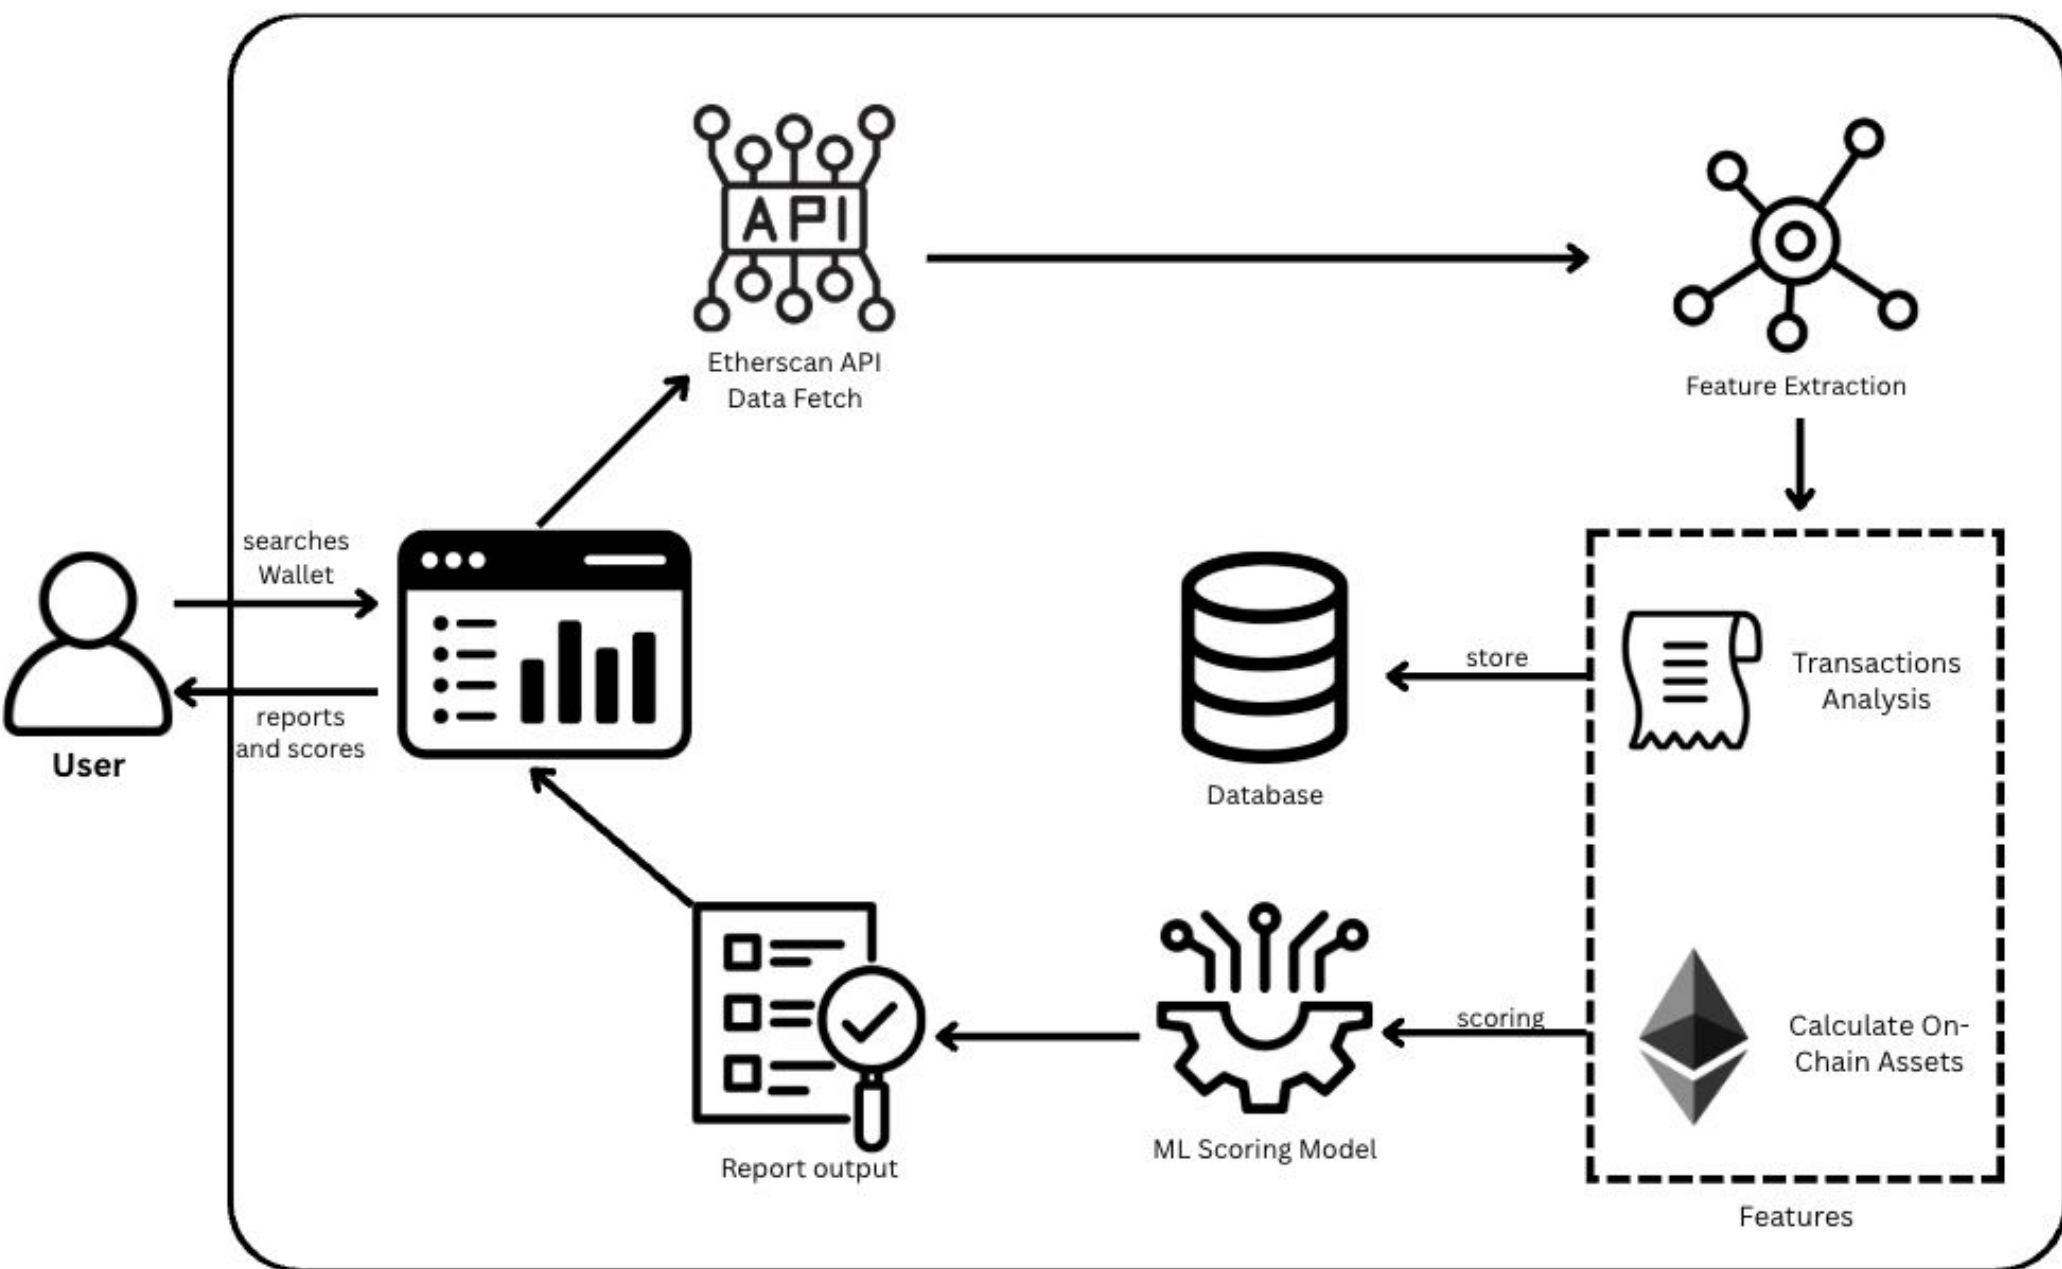 API
Etherscan API
Data Fetch
Feature Extraction
searches
Wallet
reports
and scores
User
store
Database
Transactions
Analysis
scoring
Calculate On-
Chain Assets
ML Scoring Model
Report output
Features